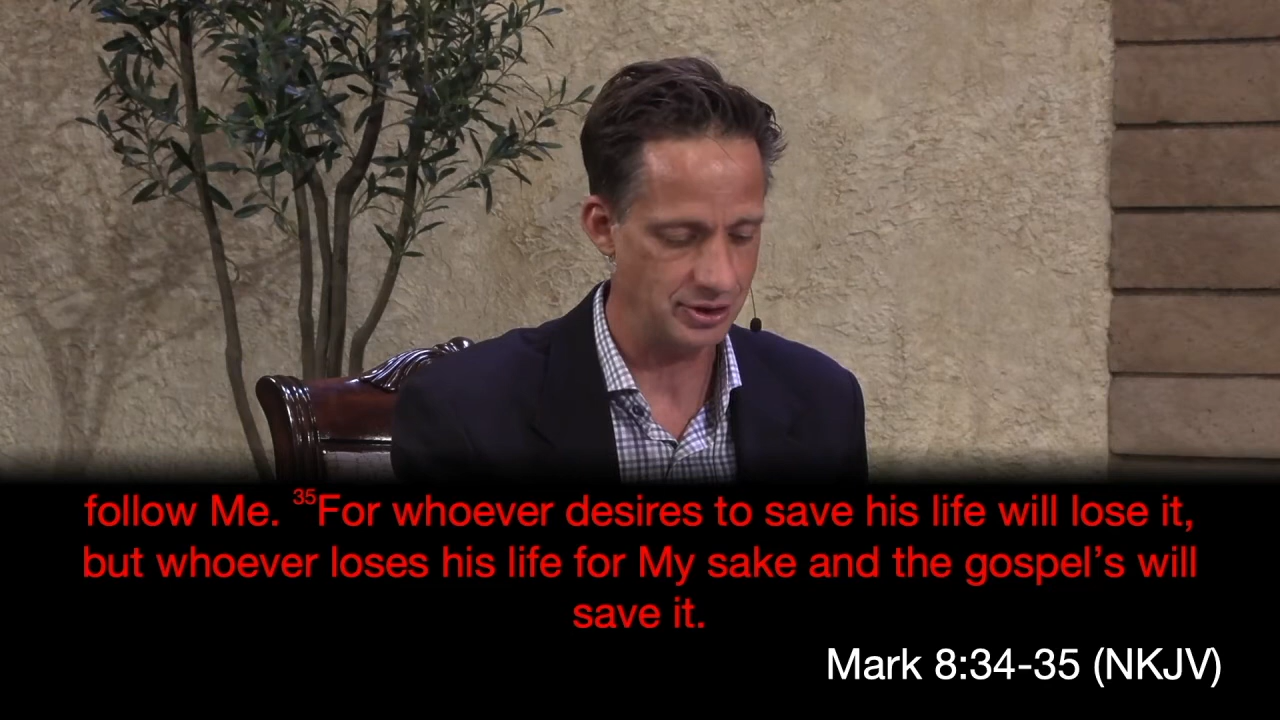 follow Me. ³⁵For whoever desires to save his life will lose it,
but whoever loses his life for My sake and the gospel’s will
save it.
Mark 8:34-35 (NKJV)